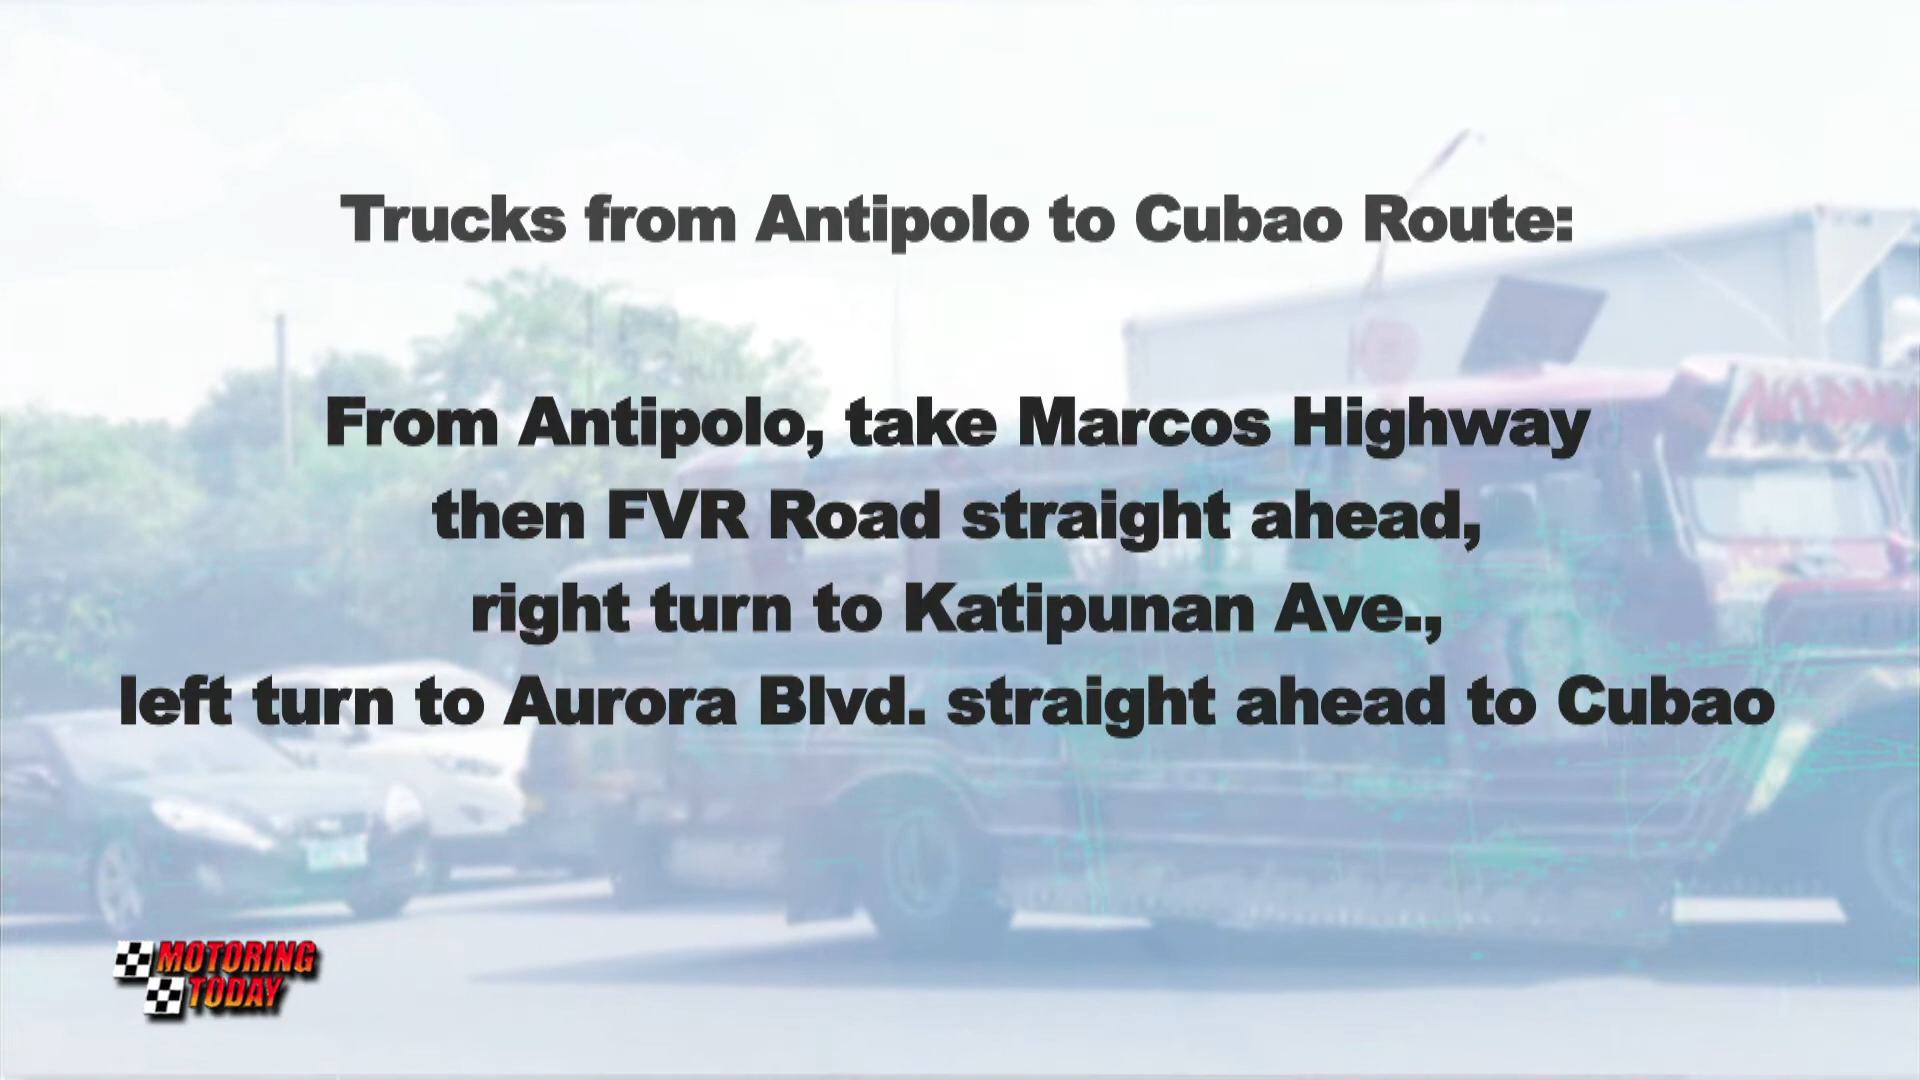 Trucks from Antipolo to Cubao Route:
From Antipolo, take Marcos Highway
then FVR Road straight ahead,
right turn to Katipunan Ave.,
left turn to Aurora Blvd. straight ahead to Cubao
MOTORING
TODAY